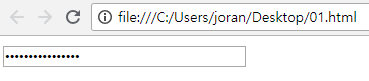 file:///C:/Users/joran/Desktop/01.html
•••••••••••••••